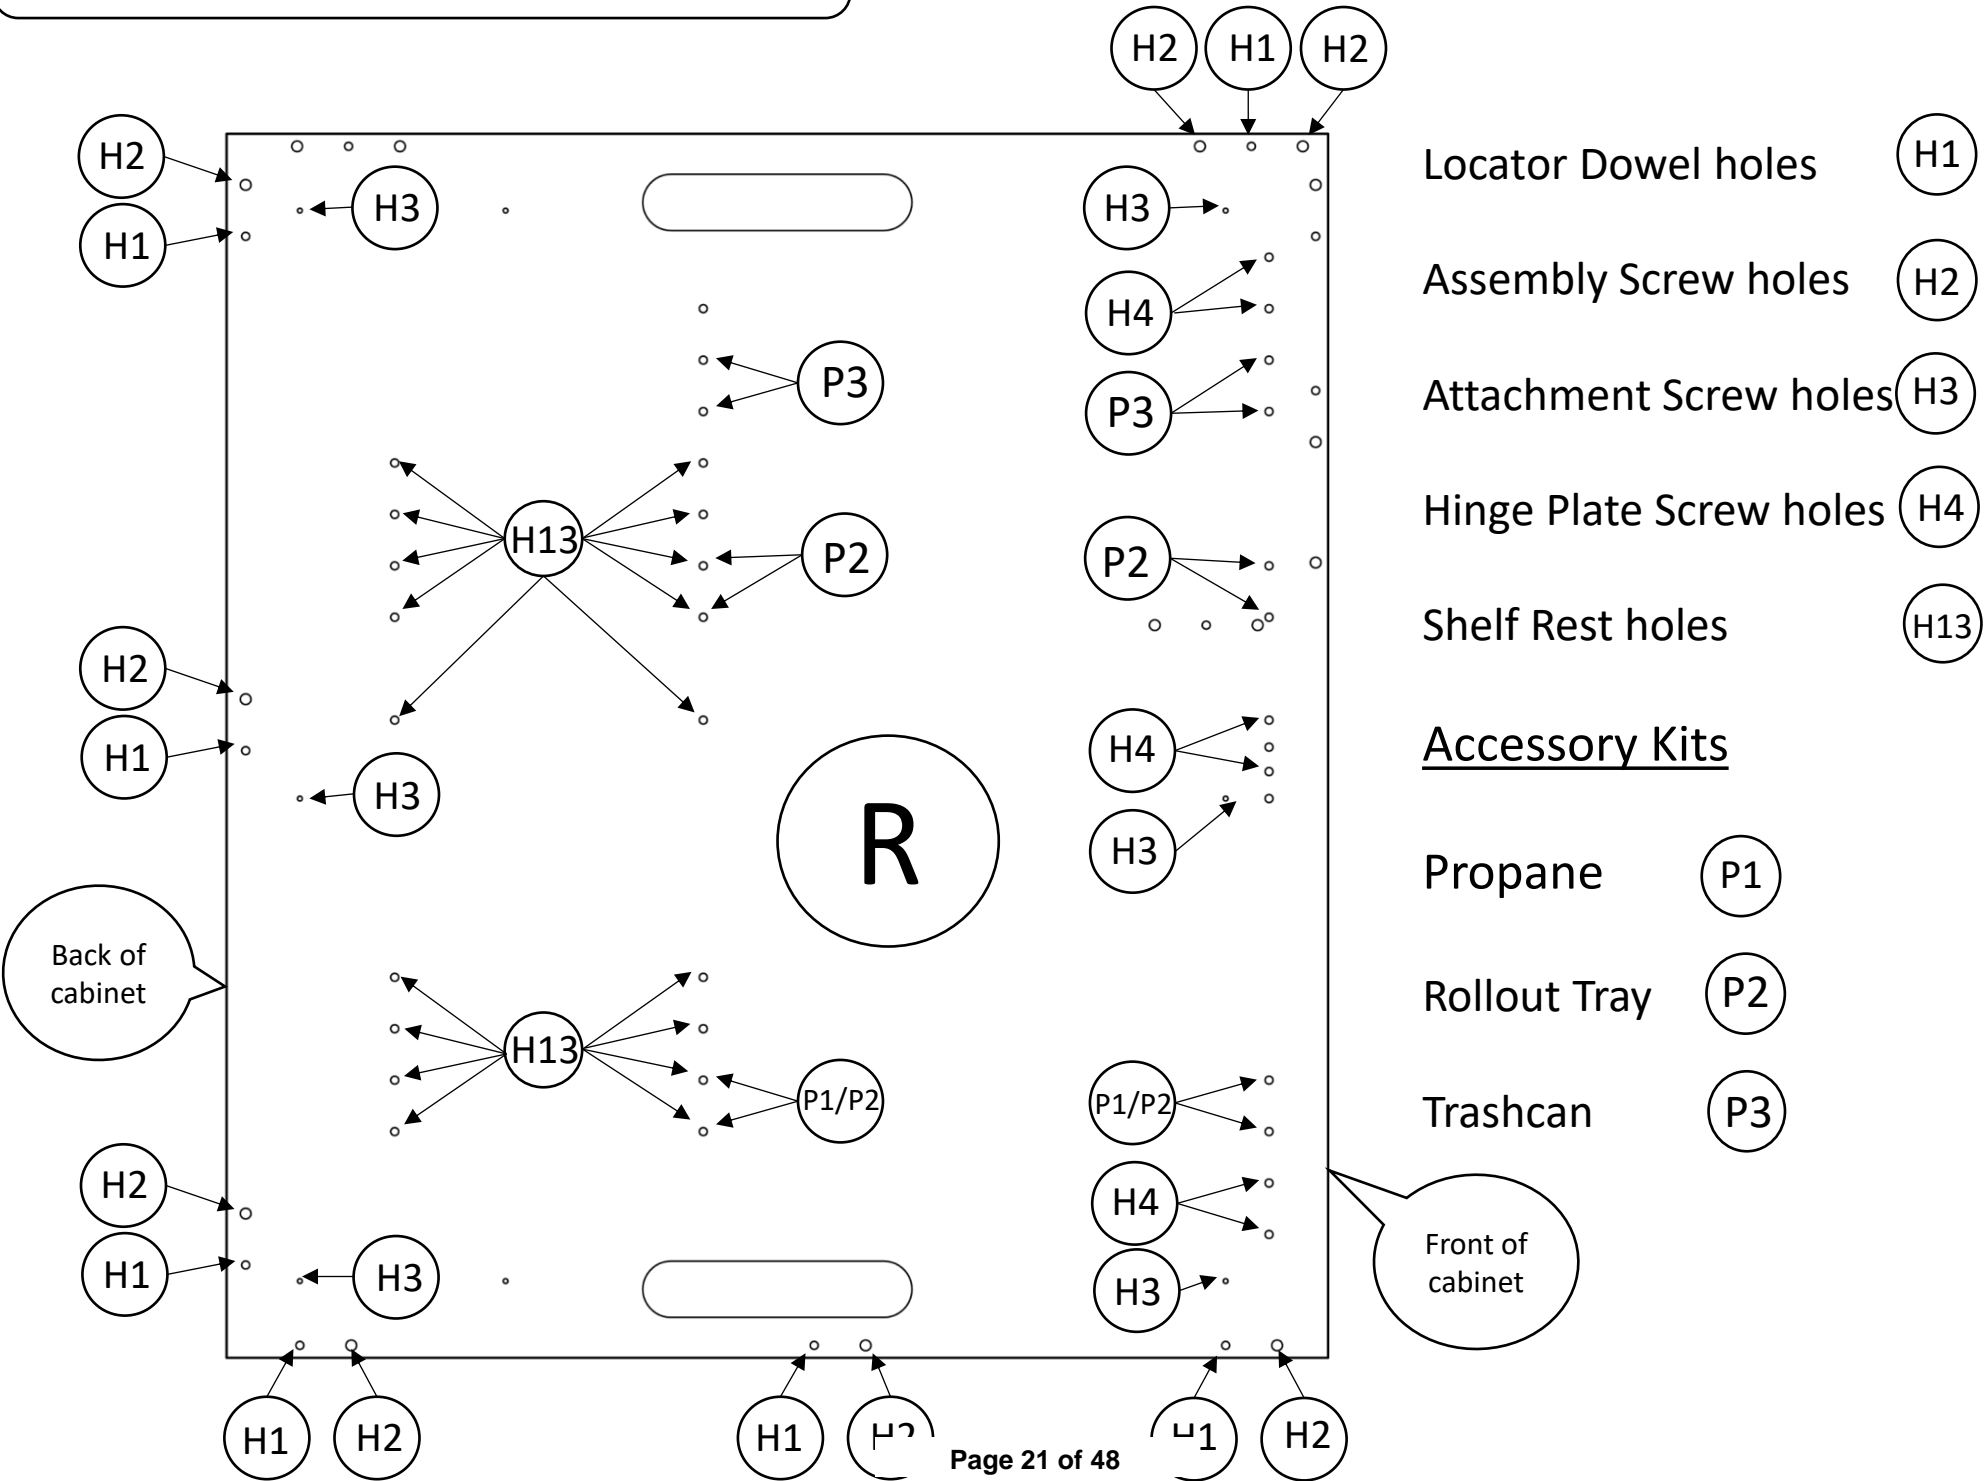 H2 H1 H2
H2
H1
H3
H3
H4
P3
P3
H13
P2
P2
H2
H1
H3
H4
H3
R
Back of
cabinet
H13
P1/P2
P1/P2
H2
H1
H3
H4
H3
Front of
cabinet
H1 H2 H1 H2 H1 H2
Locator Dowel holes H1
Assembly Screw holes H2
Attachment Screw holes H3
Hinge Plate Screw holes H4
Shelf Rest holes H13
Accessory Kits
Propane P1
Rollout Tray P2
Trashcan P3
Page 21 of 48